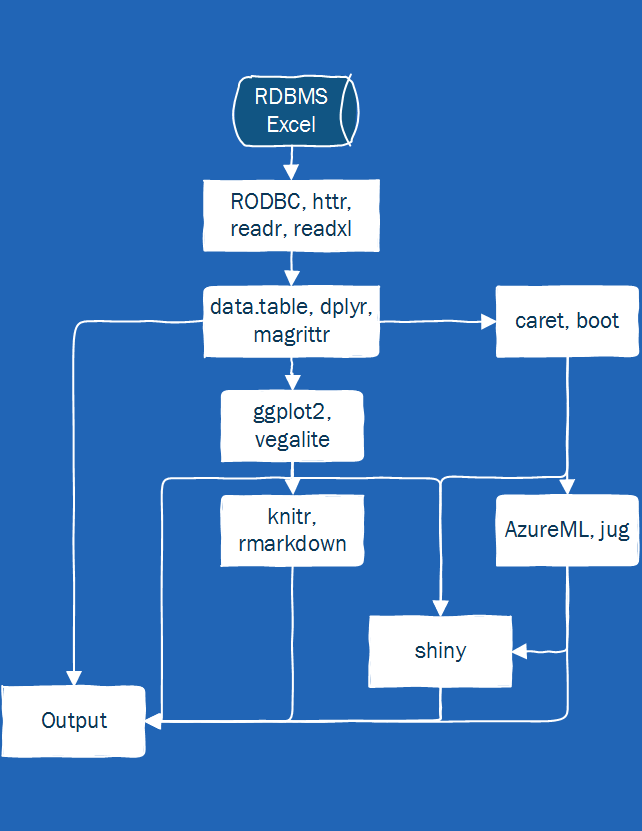 RDBMS
Excel
RODBC, httr,
readr, readxl
data.table, dplyr,
magrittr
caret, boot
ggplot2,
vegalite
knitr,
rmarkdown
AzureML, jug
shiny
Output